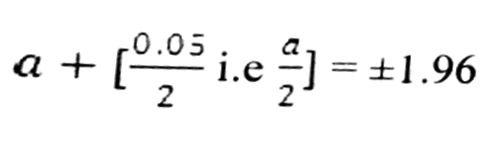 a + [0.05/2 i.e a/2] = ±1.96